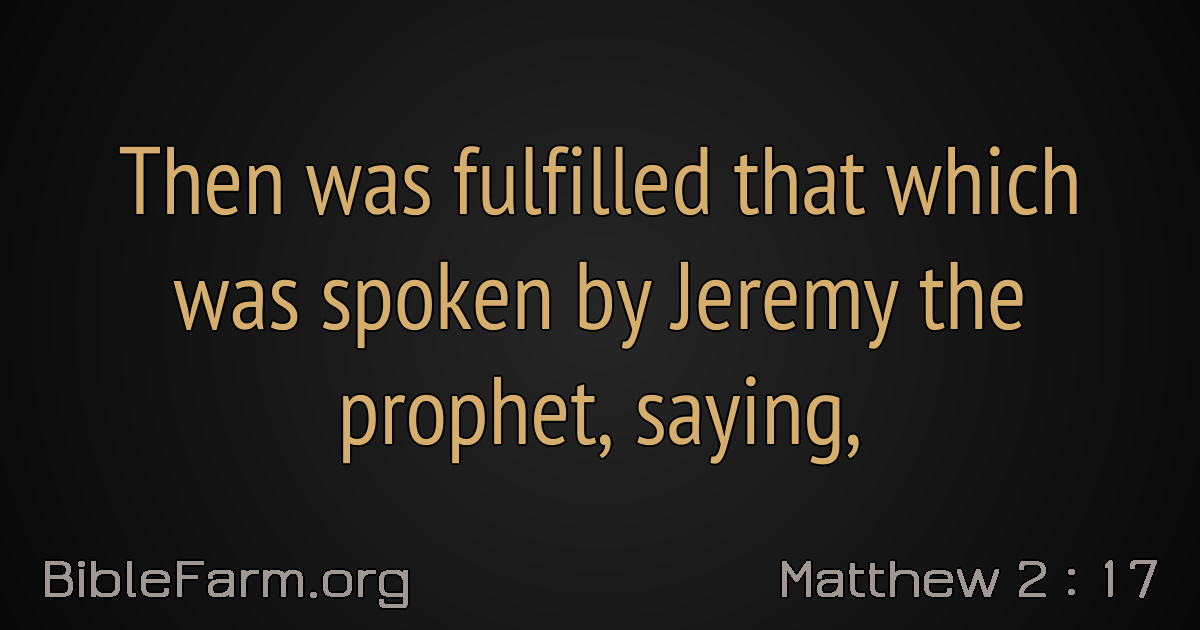 Then was fulfilled that which
was spoken by Jeremy the
prophet, saying,
BibleFarm.org
Matthew 2 : 17